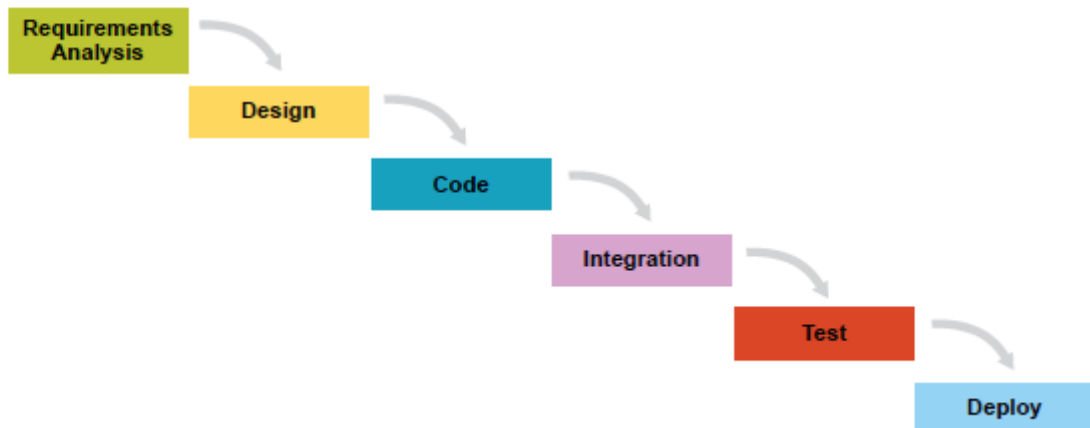 Requirements
Analysis
Design
Code
Integration
Test
Deploy